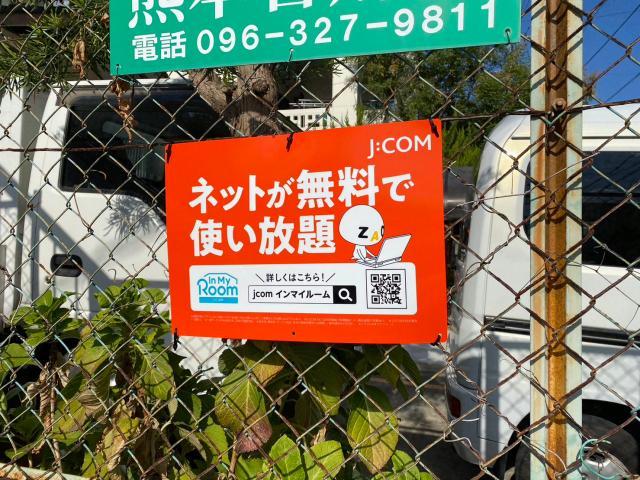 電話 096-327-9811
J:COM
ネットが無料で
使い放題
ZAQ
in My
Room
＼詳しくはこちら！／
jcom インマイルーム